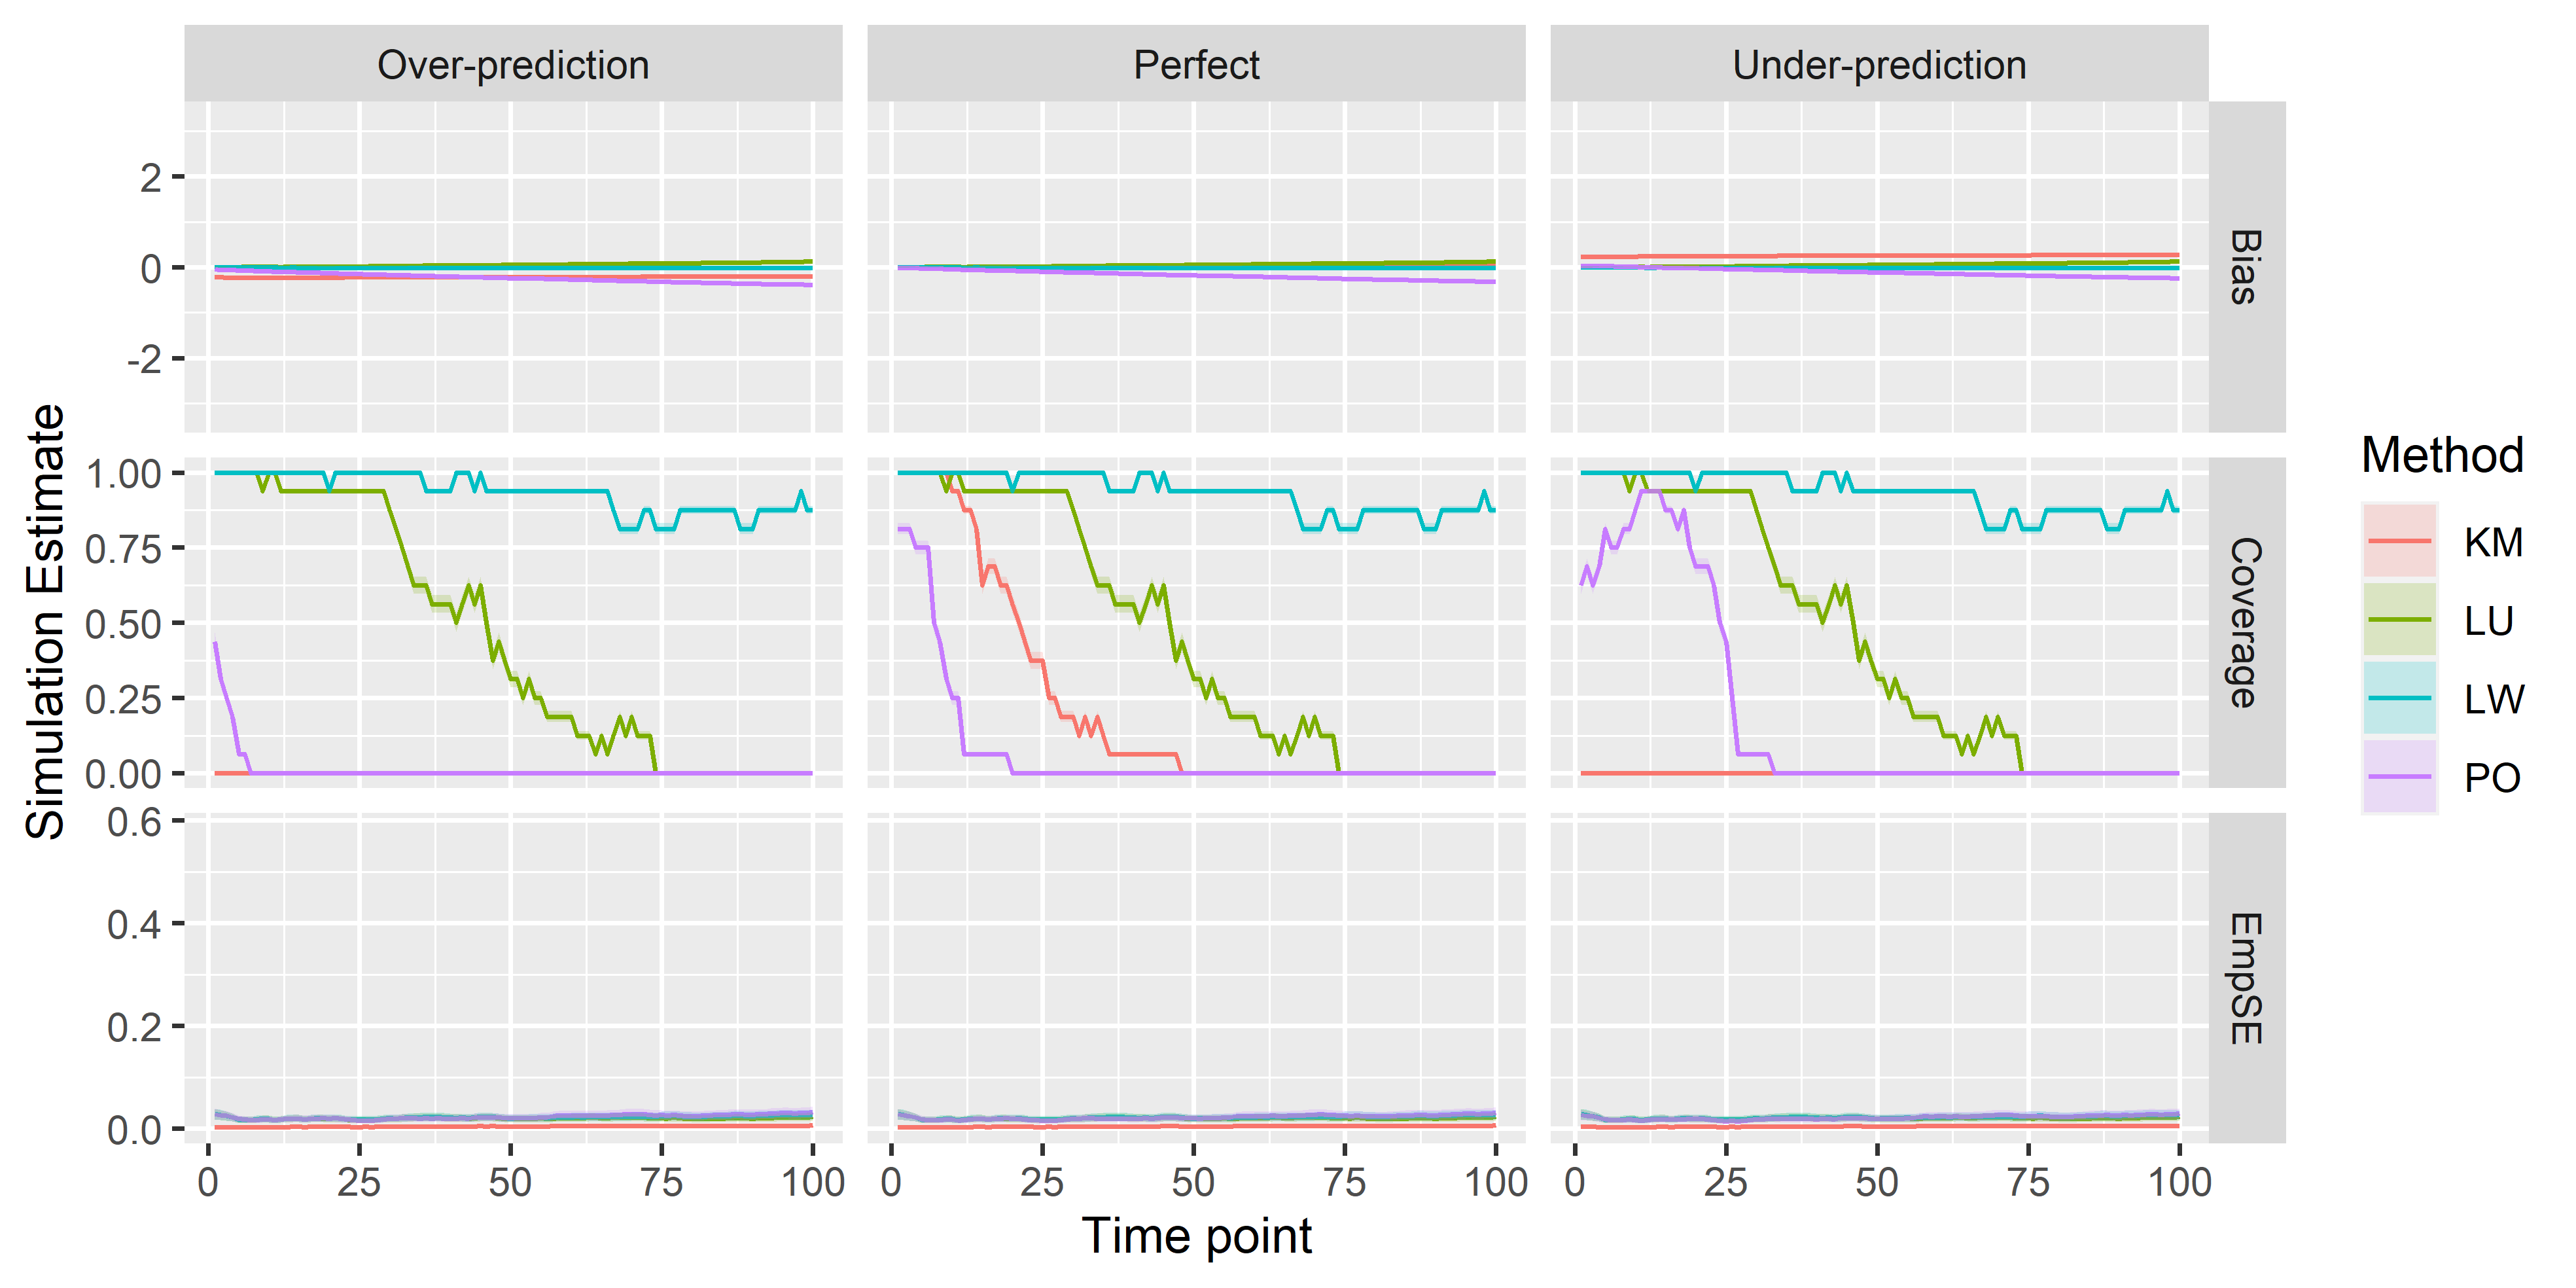 Over-prediction
Perfect
Under-prediction
2
0
-2
Bias
1.00
0.75
0.50
0.25
0.00
Coverage
0.6
0.4
0.2
0.0
EmpSE
0 25 50 75 100
0 25 50 75 100
0 25 50 75 100
Time point
Simulation Estimate
Method
KM
LU
LW
PO